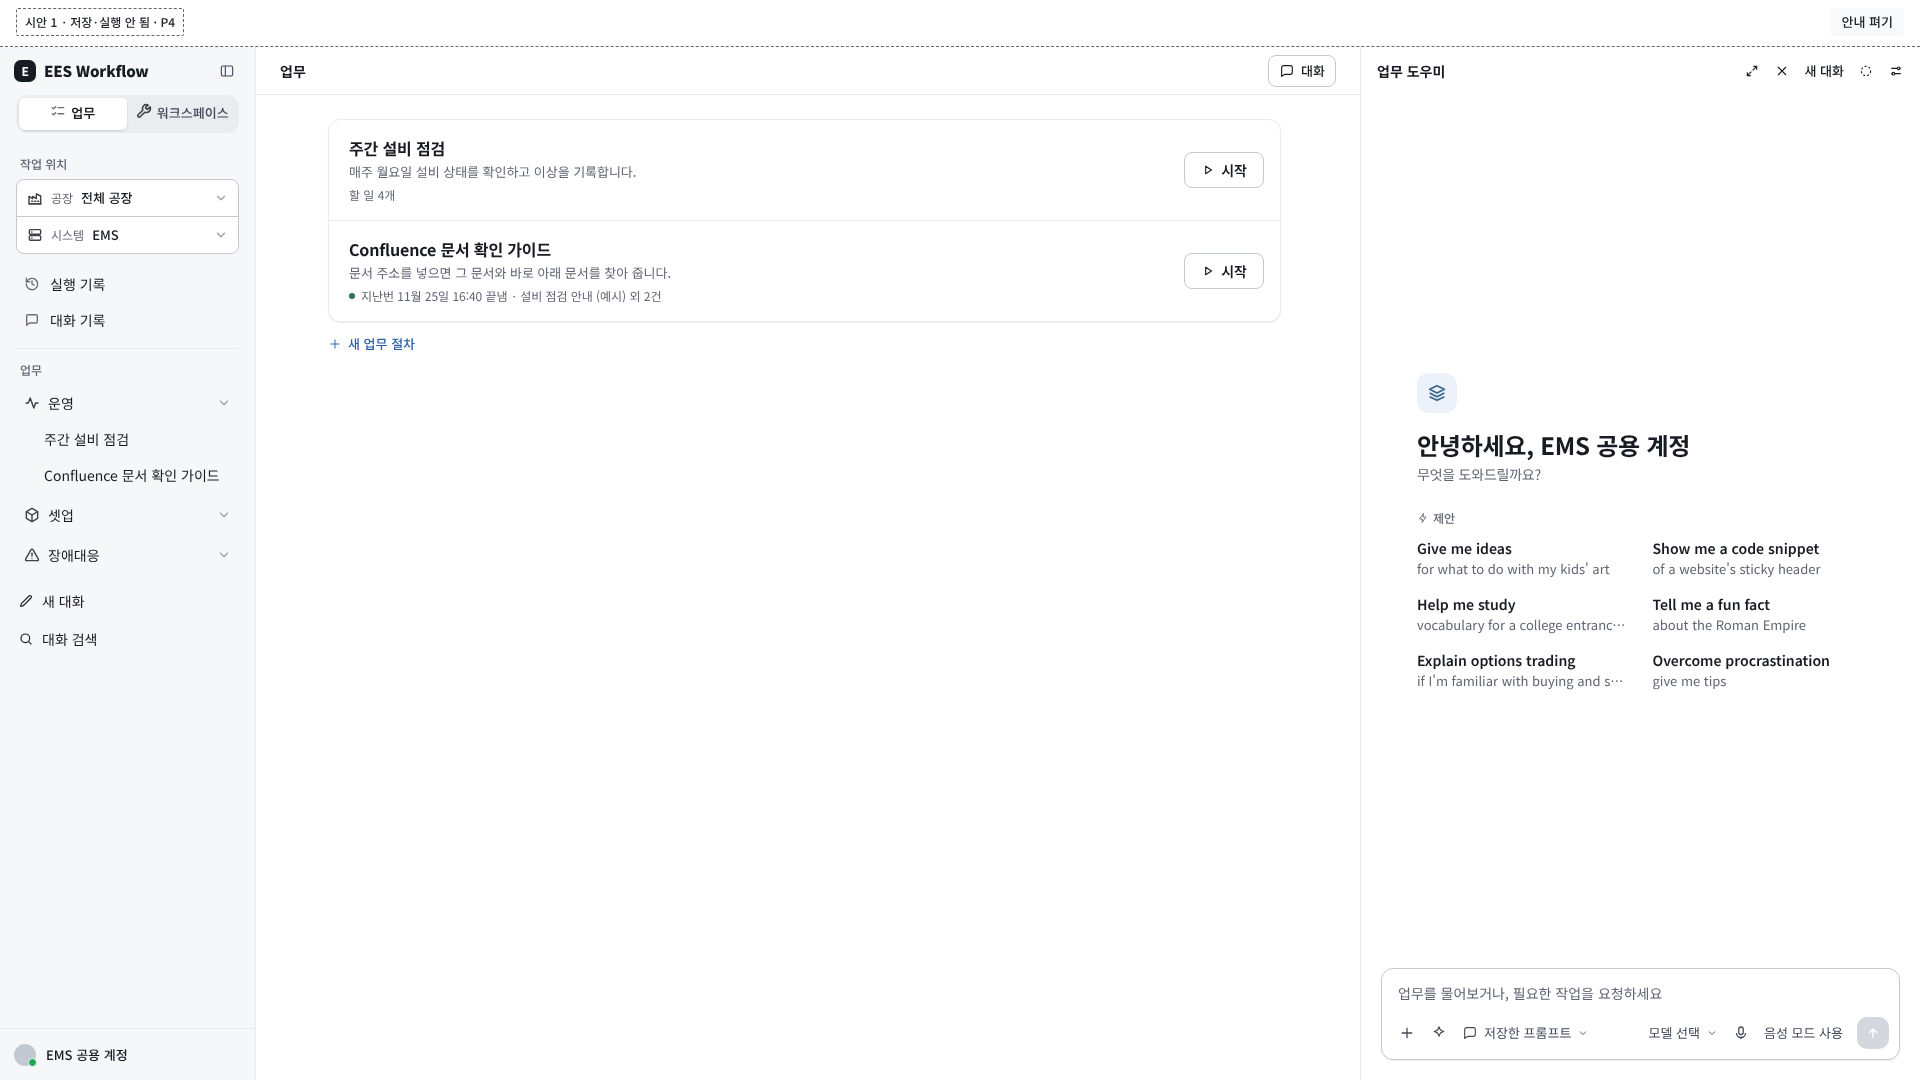 시안 1 · 저장·실행 안 됨 · P4
안내 펴기
E EES Workflow
업무
워크스페이스
작업 위치
공장 전체 공장
시스템 EMS
실행 기록
대화 기록
업무
운영
주간 설비 점검
Confluence 문서 확인 가이드
셋업
장애대응
새 대화
대화 검색
EMS 공용 계정
업무
대화
주간 설비 점검
매주 월요일 설비 상태를 확인하고 이상을 기록합니다.
할 일 4개
시작
Confluence 문서 확인 가이드
문서 주소를 넣으면 그 문서와 바로 아래 문서를 찾아 줍니다.
지난번 11월 25일 16:40 끝냄 · 설비 점검 안내 (예시) 외 2건
시작
새 업무 절차
업무 도우미
새 대화
안녕하세요, EMS 공용 계정
무엇을 도와드릴까요?
제안
Give me ideas
for what to do with my kids' art
Show me a code snippet
of a website's sticky header
Help me study
vocabulary for a college entranc…
Tell me a fun fact
about the Roman Empire
Explain options trading
if I'm familiar with buying and s…
Overcome procrastination
give me tips
업무를 물어보거나, 필요한 작업을 요청하세요
저장한 프롬프트
모델 선택
음성 모드 사용